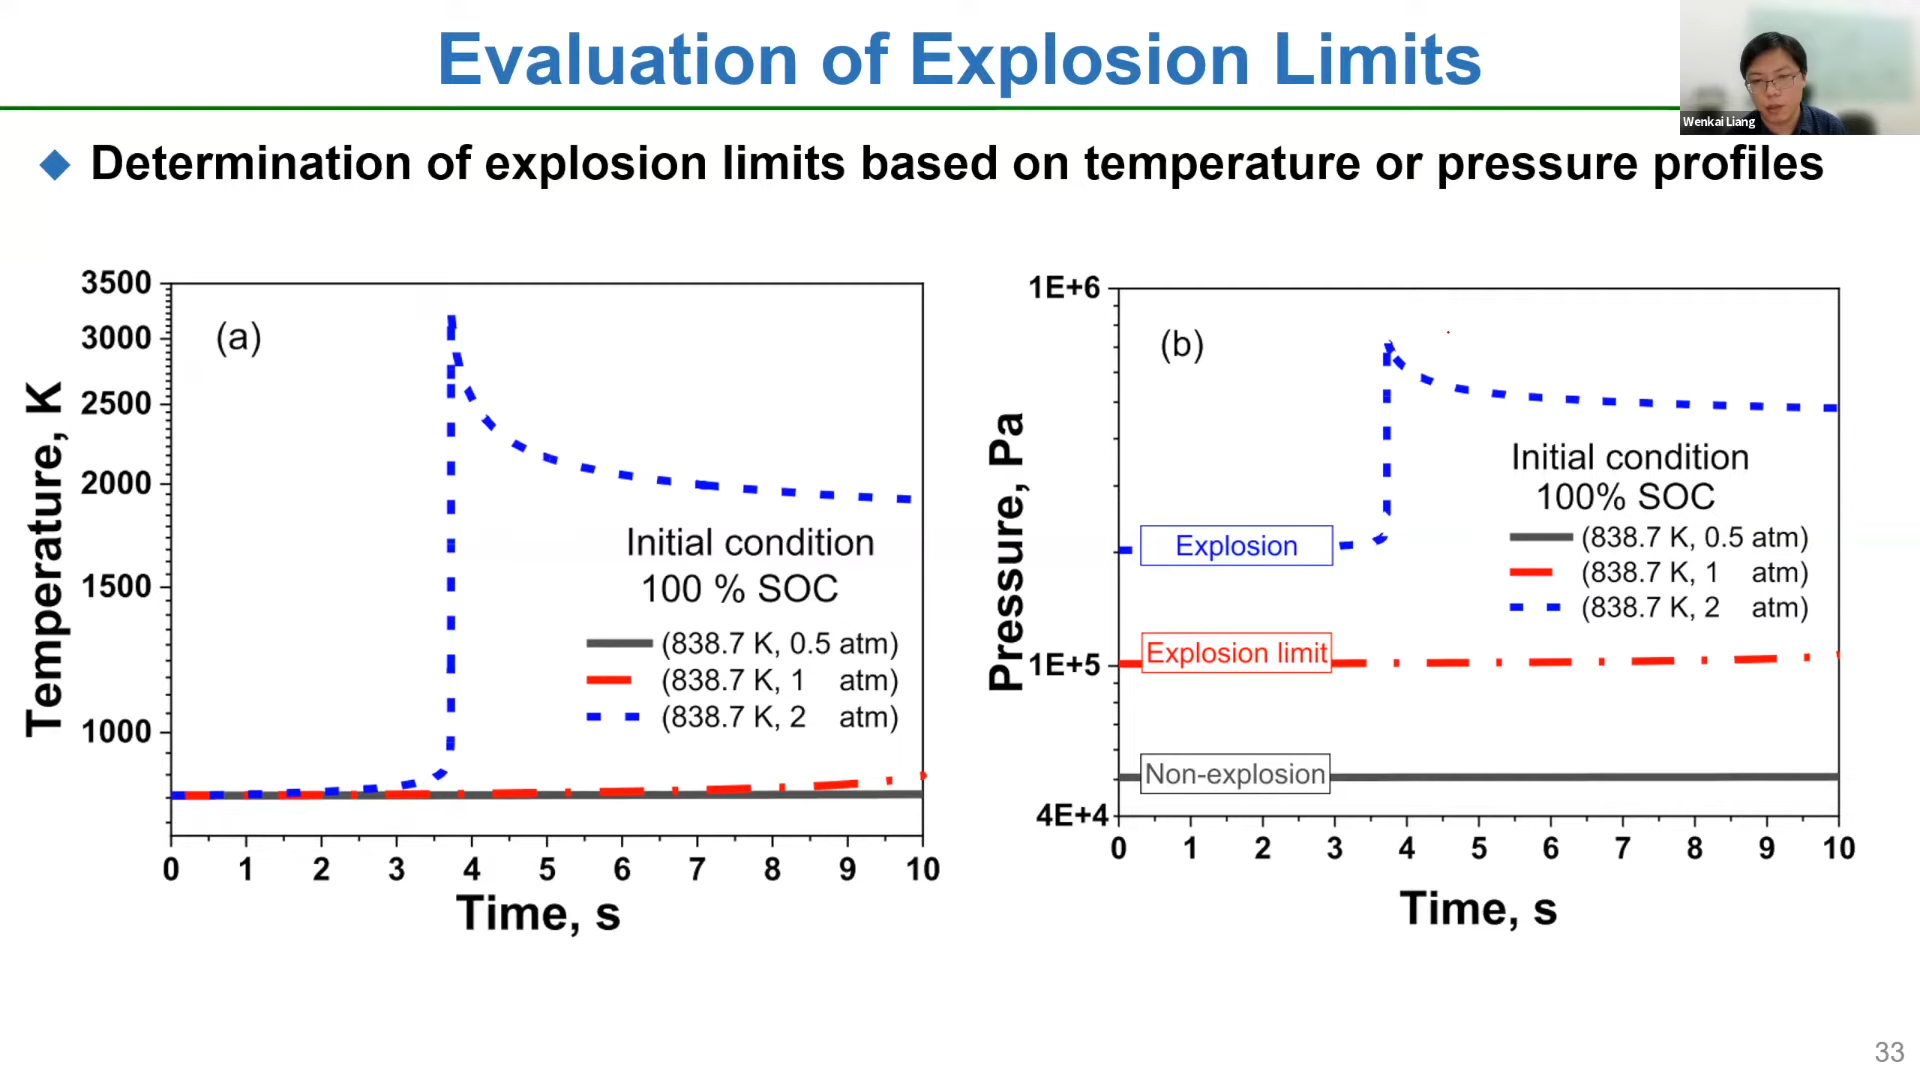 Evaluation of Explosion Limits
Wenkai Liang
Determination of explosion limits based on temperature or pressure profiles
(a)
Temperature, K
3500
3000
2500
2000
1500
1000
Initial condition
100 % SOC
(838.7 K, 0.5 atm)
(838.7 K, 1 atm)
(838.7 K, 2 atm)
0 1 2 3 4 5 6 7 8 9 10
Time, s
(b)
Pressure, Pa
1E+6
1E+5
4E+4
Initial condition
100% SOC
(838.7 K, 0.5 atm)
(838.7 K, 1 atm)
(838.7 K, 2 atm)
Explosion
Explosion limit
Non-explosion
0 1 2 3 4 5 6 7 8 9 10
Time, s
33